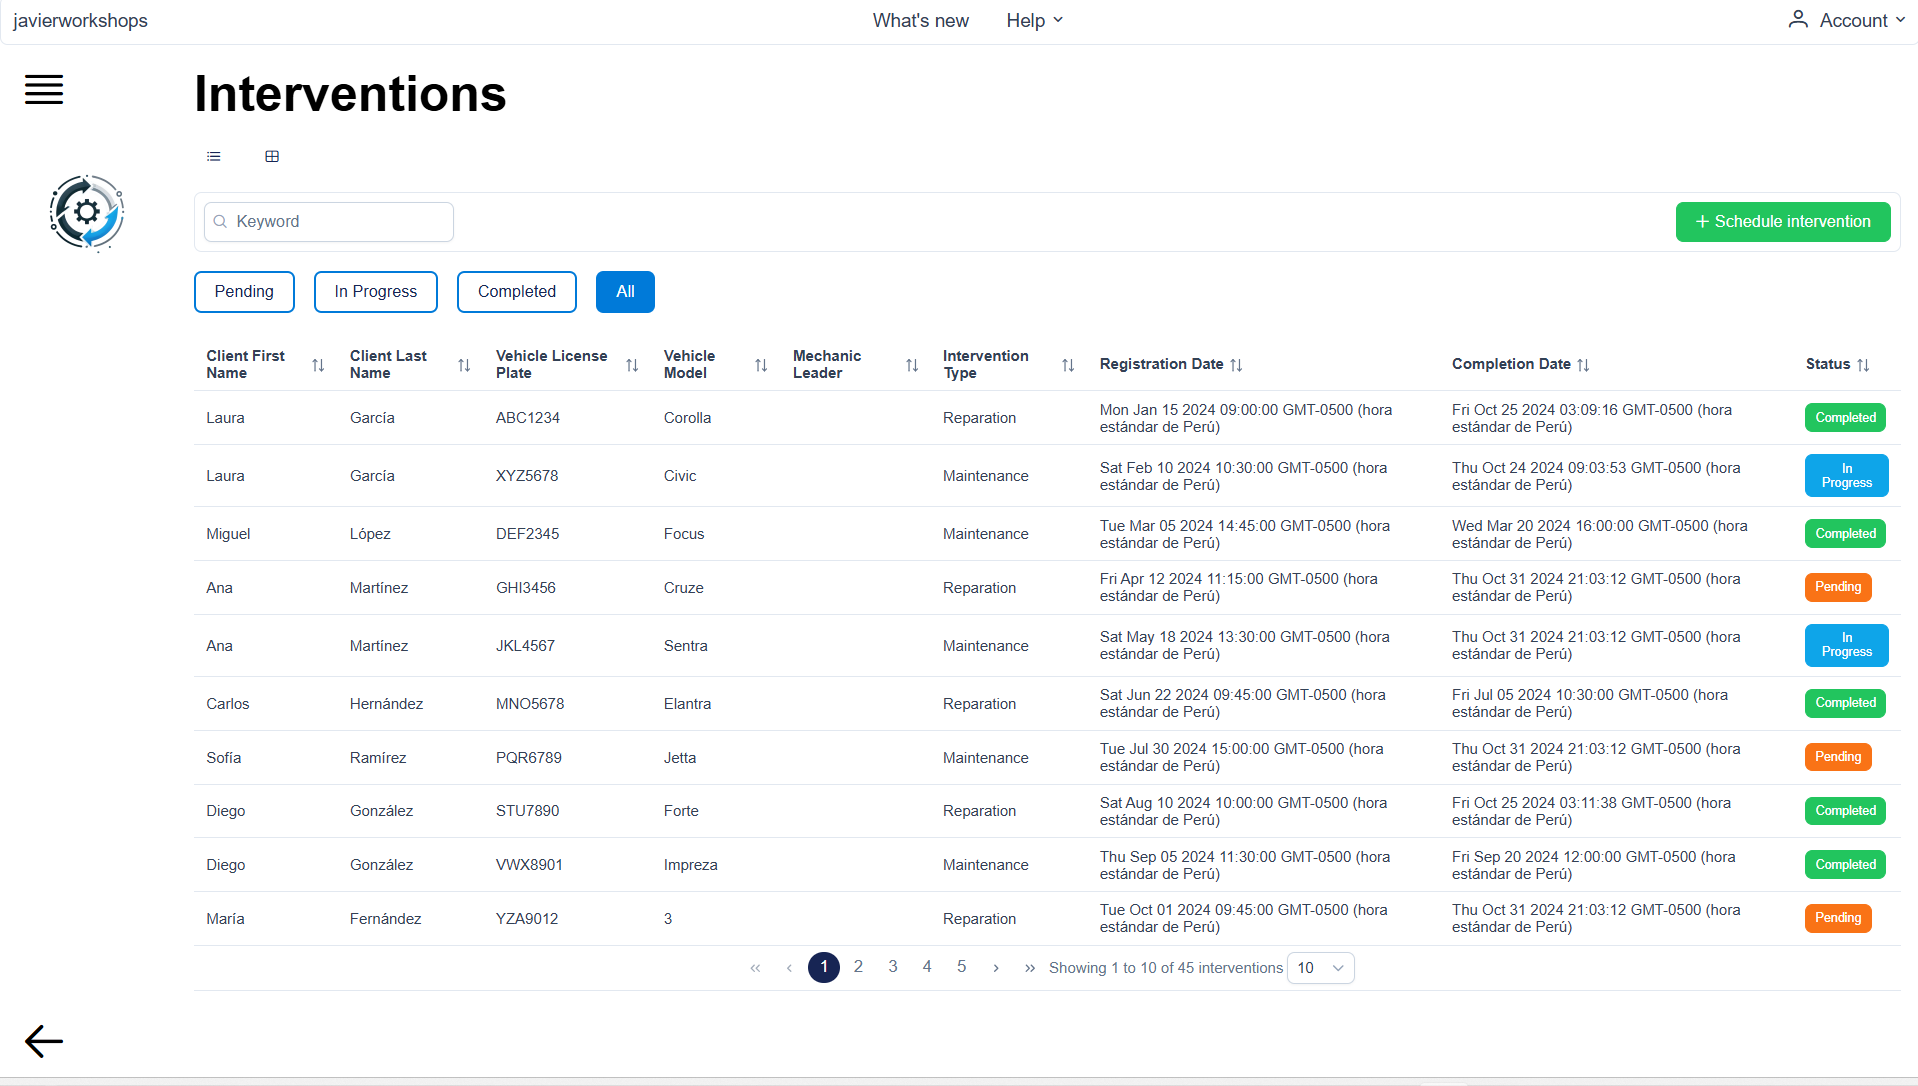 javierworkshops
What's new
Help
Account
Interventions
Keyword
+ Schedule intervention
Pending
In Progress
Completed
All
Client First Name
Client Last Name
Vehicle License Plate
Vehicle Model
Mechanic Leader
Intervention Type
Registration Date
Completion Date
Status
Laura García ABC1234 Corolla Reparation Mon Jan 15 2024 09:00:00 GMT-0500 (hora estándar de Perú) Fri Oct 25 2024 03:09:16 GMT-0500 (hora estándar de Perú) Completed
Laura García XYZ5678 Civic Maintenance Sat Feb 10 2024 10:30:00 GMT-0500 (hora estándar de Perú) Thu Oct 24 2024 09:03:53 GMT-0500 (hora estándar de Perú) In Progress
Miguel López DEF2345 Focus Maintenance Tue Mar 05 2024 14:45:00 GMT-0500 (hora estándar de Perú) Wed Mar 20 2024 16:00:00 GMT-0500 (hora estándar de Perú) Completed
Ana Martínez GHI3456 Cruze Reparation Fri Apr 12 2024 11:15:00 GMT-0500 (hora estándar de Perú) Thu Oct 31 2024 21:03:12 GMT-0500 (hora estándar de Perú) Pending
Ana Martínez JKL4567 Sentra Maintenance Sat May 18 2024 13:30:00 GMT-0500 (hora estándar de Perú) Thu Oct 31 2024 21:03:12 GMT-0500 (hora estándar de Perú) In Progress
Carlos Hernández MNO5678 Elantra Reparation Sat Jun 22 2024 09:45:00 GMT-0500 (hora estándar de Perú) Fri Jul 05 2024 10:30:00 GMT-0500 (hora estándar de Perú) Completed
Sofía Ramírez PQR6789 Jetta Maintenance Tue Jul 30 2024 15:00:00 GMT-0500 (hora estándar de Perú) Thu Oct 31 2024 21:03:12 GMT-0500 (hora estándar de Perú) Pending
Diego González STU7890 Forte Reparation Sat Aug 10 2024 10:00:00 GMT-0500 (hora estándar de Perú) Fri Oct 25 2024 03:11:38 GMT-0500 (hora estándar de Perú) Completed
Diego González VWX8901 Impreza Maintenance Thu Sep 05 2024 11:30:00 GMT-0500 (hora estándar de Perú) Fri Sep 20 2024 12:00:00 GMT-0500 (hora estándar de Perú) Completed
María Fernández YZA9012 3 Reparation Tue Oct 01 2024 09:45:00 GMT-0500 (hora estándar de Perú) Thu Oct 31 2024 21:03:12 GMT-0500 (hora estándar de Perú) Pending
« ‹ 1 2 3 4 5 › » Showing 1 to 10 of 45 interventions 10